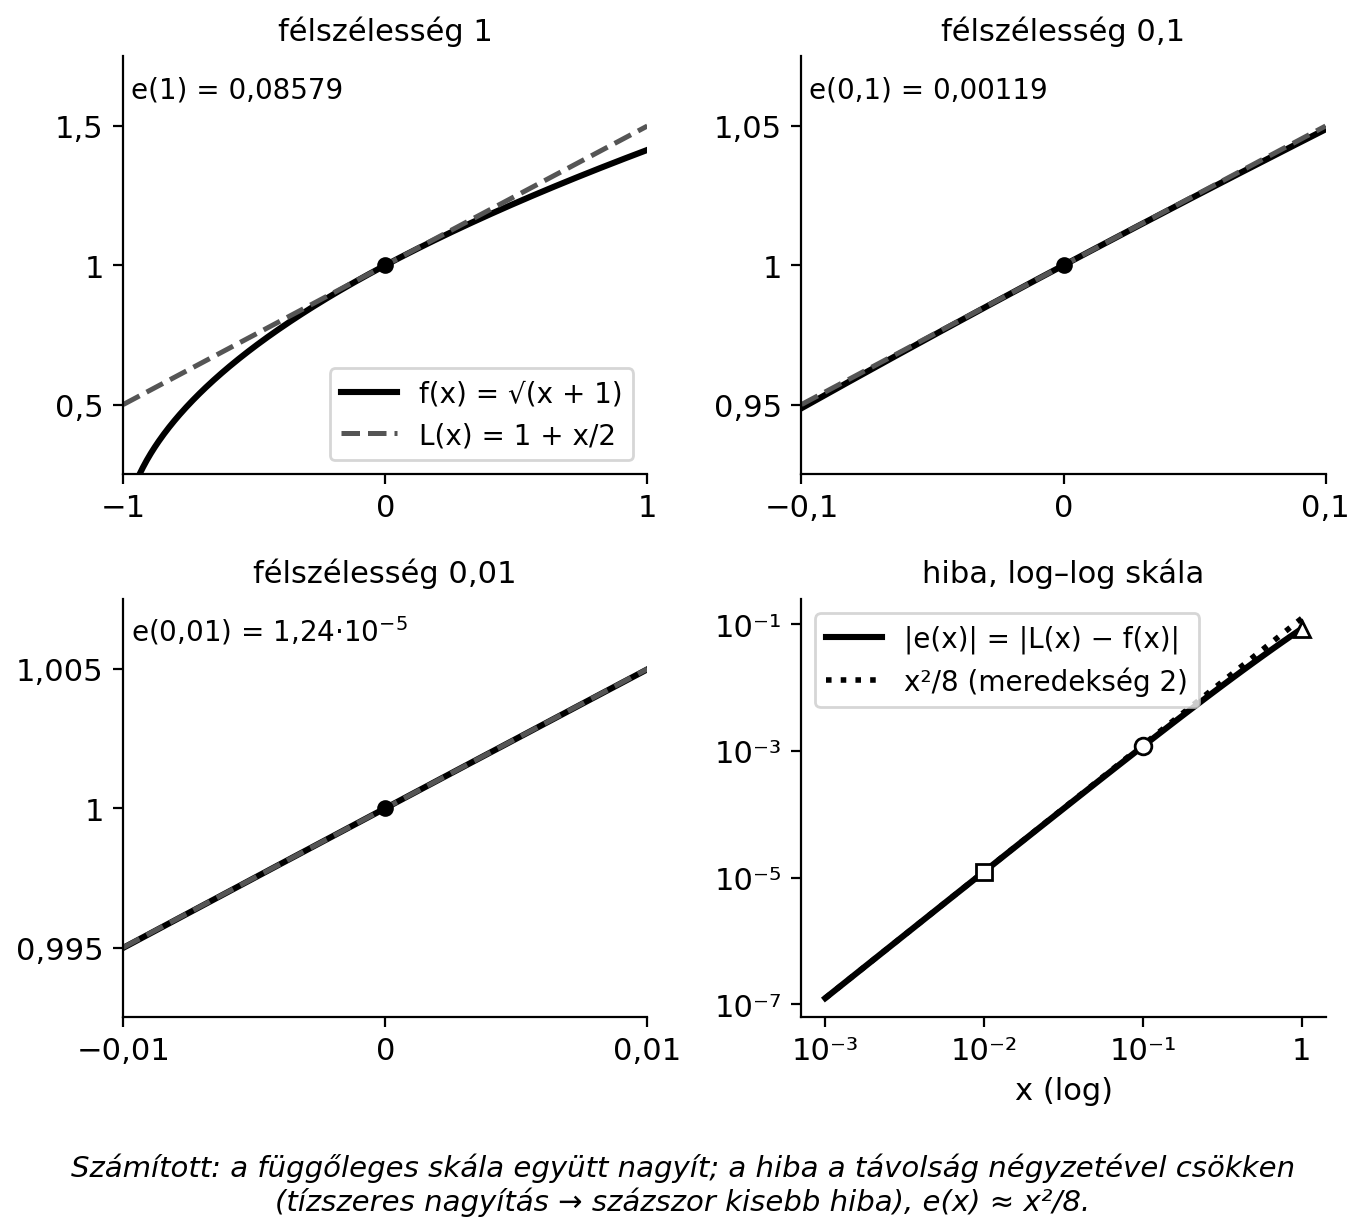 félszélesség 1
e(1) = 0,08579
1,5
1
0,5
f(x) = √(x + 1)
L(x) = 1 + x/2
−1
0
1
félszélesség 0,1
e(0,1) = 0,00119
1,05
1
0,95
−0,1
0
0,1
félszélesség 0,01
e(0,01) = 1,24·10⁻⁵
1,005
1
0,995
−0,01
0
0,01
hiba, log–log skála
|e(x)| = |L(x) − f(x)|
x²/8 (meredekség 2)
10⁻¹
10⁻³
10⁻⁵
10⁻⁷
10⁻³
10⁻²
10⁻¹
1
x (log)
Számított: a függőleges skála együtt nagyít; a hiba a távolság négyzetével csökken
(tízszeres nagyítás → százszor kisebb hiba), e(x) ≈ x²/8.